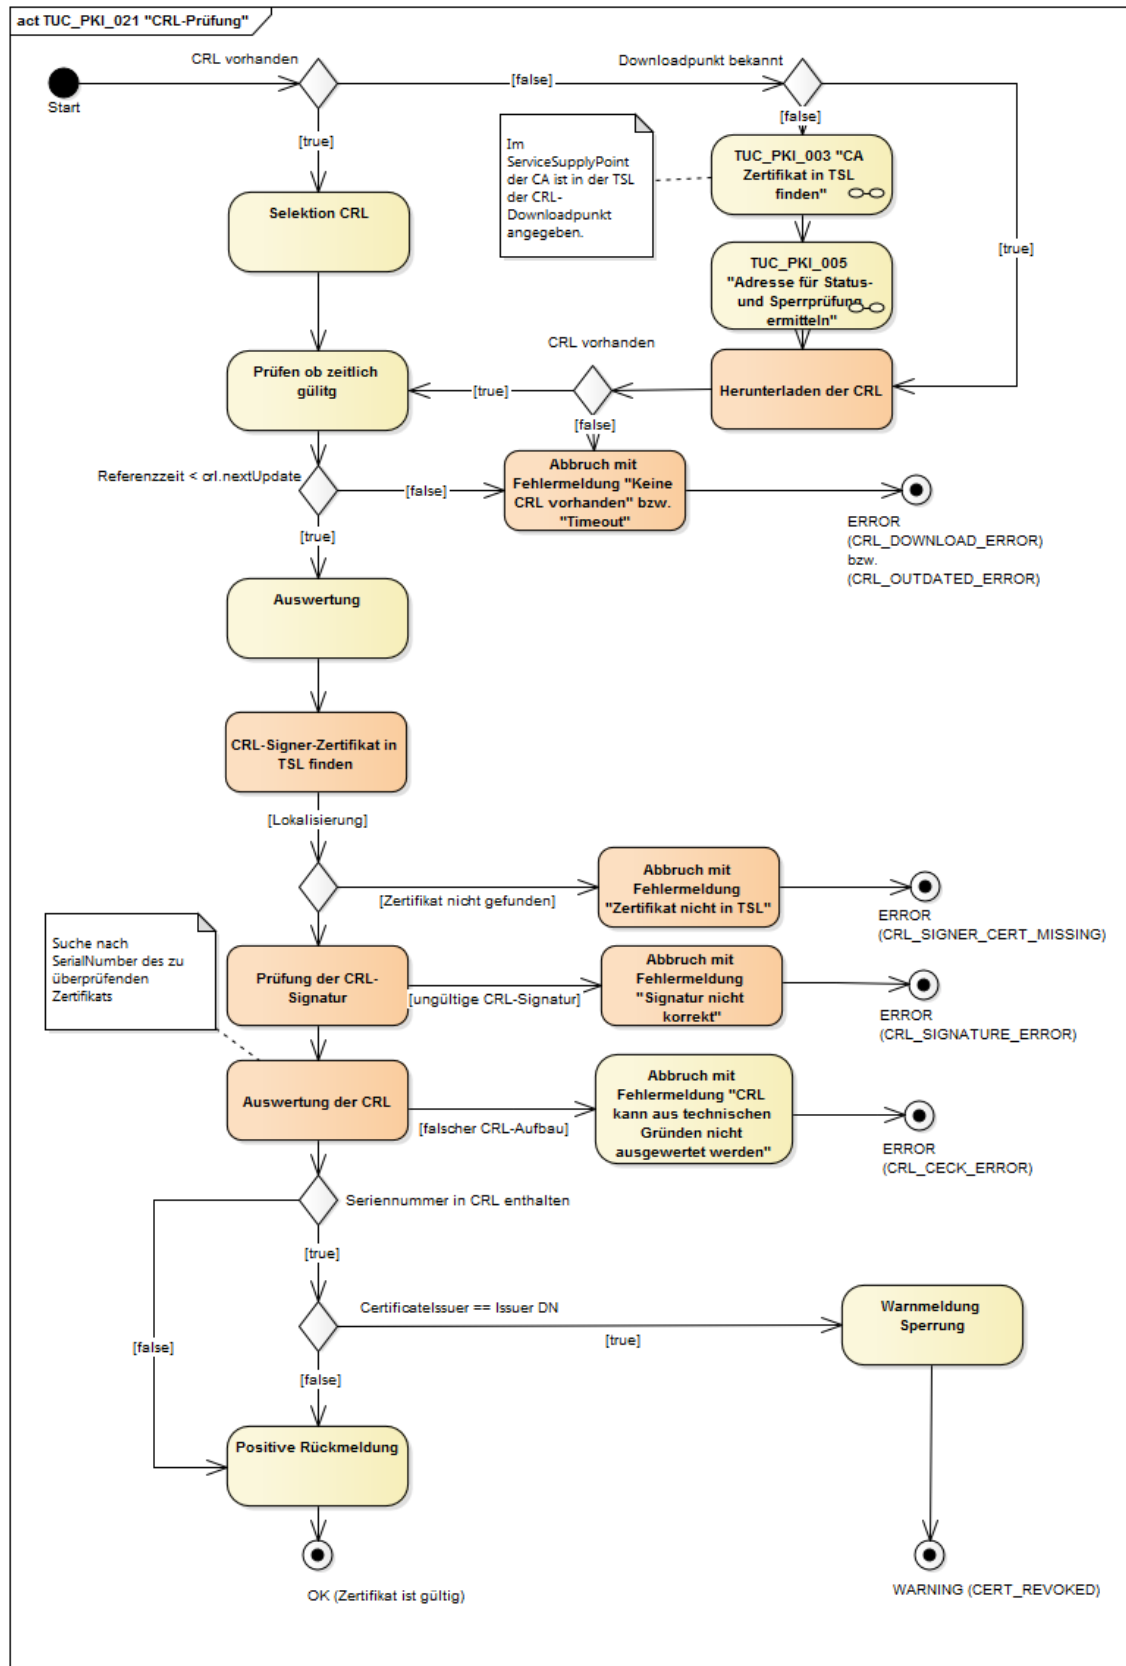 act TUC_PKI_021 "CRL-Prüfung"
CRL vorhanden
Downloadpunkt bekannt
Start
[false]
[true]
[false]
Im
ServiceSupplyPoint
der CA ist in der TSL
der CRL-
Downloadpunkt
angegeben.
TUC_PKI_003 "CA
Zertifikat in TSL
finden"
Selektion CRL
[true]
TUC_PKI_005
"Adresse für Status-
und Sperrprüfung
ermitteln"
CRL vorhanden
Prüfen ob zeitlich
gülitg
[true]
Herunterladen der CRL
[false]
Referenzzeit < crl.nextUpdate
[false]
Abbruch mit
Fehlermeldung "Keine
CRL vorhanden" bzw.
"Timeout"
ERROR
(CRL_DOWNLOAD_ERROR)
bzw.
(CRL_OUTDATED_ERROR)
[true]
Auswertung
CRL-Signer-Zertifikat in
TSL finden
[Lokalisierung]
[Zertifikat nicht gefunden]
Abbruch mit
Fehlermeldung
"Zertifikat nicht in TSL"
ERROR
(CRL_SIGNER_CERT_MISSING)
Suche nach
SerialNumber des zu
überprüfenden
Zertifikats
Prüfung der CRL-
Signatur
[ungültige CRL-Signatur]
Abbruch mit
Fehlermeldung
"Signatur nicht
korrekt"
ERROR
(CRL_SIGNATURE_ERROR)
Auswertung der CRL
[falscher CRL-Aufbau]
Abbruch mit
Fehlermeldung "CRL
kann aus technischen
Gründen nicht
ausgewertet werden"
ERROR
(CRL_CECK_ERROR)
Seriennummer in CRL enthalten
[true]
CertificateIssuer == Issuer DN
[true]
Warnmeldung
Sperrung
[false]
[false]
Positive Rückmeldung
OK (Zertifikat ist gültig)
WARNING (CERT_REVOKED)